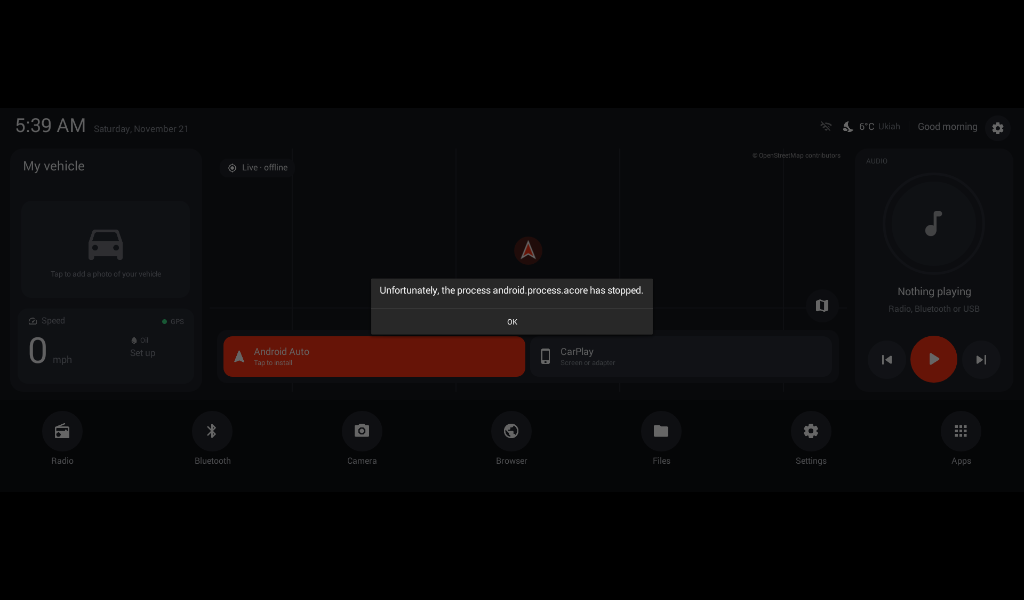 5:39 AM Saturday, November 21
6°C Ukiah Good morning
My vehicle
Tap to add a photo of your vehicle
Speed GPS
0 mph
Oil
Set up
Live · offline
© OpenStreetMap contributors
Unfortunately, the process android.process.acore has stopped.
OK
Android Auto
Tap to install
CarPlay
Screen or adapter
AUDIO
Nothing playing
Radio, Bluetooth or USB
Radio Bluetooth Camera Browser Files Settings Apps